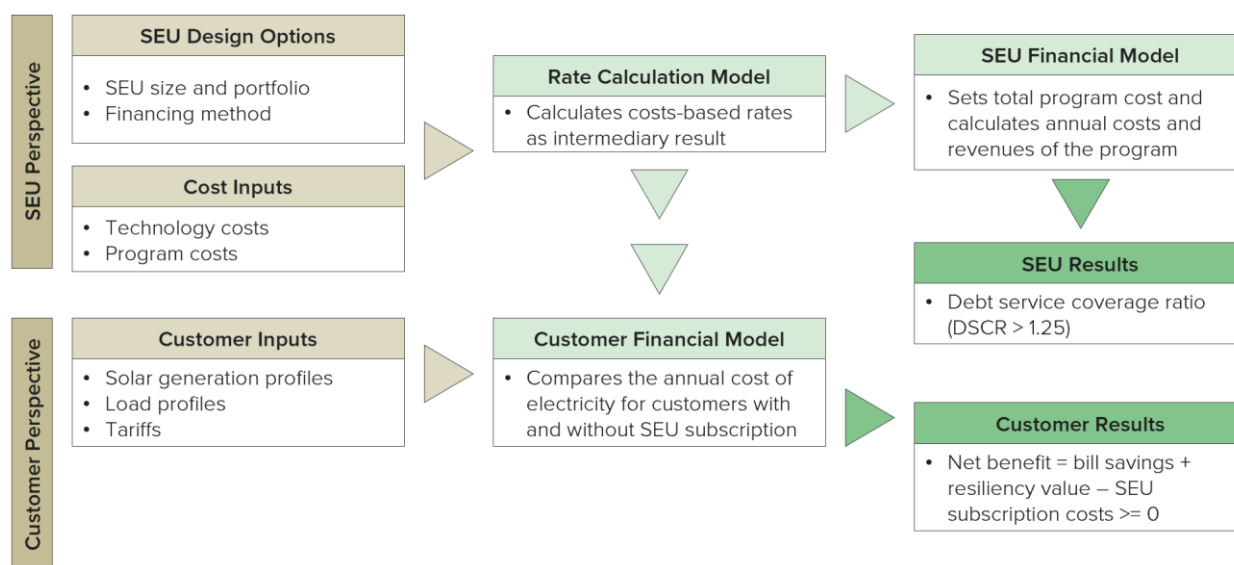 SEU Perspective
SEU Design Options
• SEU size and portfolio
• Financing method
Cost Inputs
• Technology costs
• Program costs
Rate Calculation Model
• Calculates costs-based rates
as intermediary result
SEU Financial Model
• Sets total program cost and
calculates annual costs and
revenues of the program
SEU Results
• Debt service coverage ratio
(DSCR > 1.25)
Customer Perspective
Customer Inputs
• Solar generation profiles
• Load profiles
• Tariffs
Customer Financial Model
• Compares the annual cost of
electricity for customers with
and without SEU subscription
Customer Results
• Net benefit = bill savings +
resiliency value – SEU
subscription costs >= 0